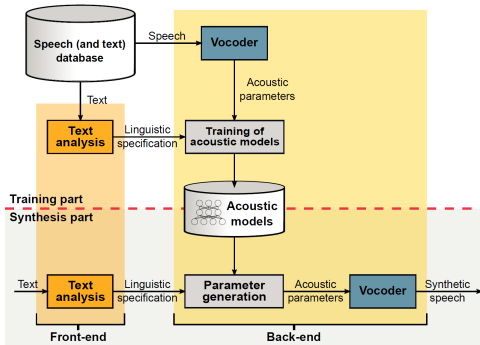 Speech (and text)
database
Speech
Vocoder
Acoustic
parameters
Text
Text
analysis
Linguistic
specification
Training of
acoustic models
Training part
Synthesis part
Acoustic
models
Text
Text
analysis
Linguistic
specification
Parameter
generation
Acoustic
parameters
Vocoder
Synthetic
speech
Front-end
Back-end